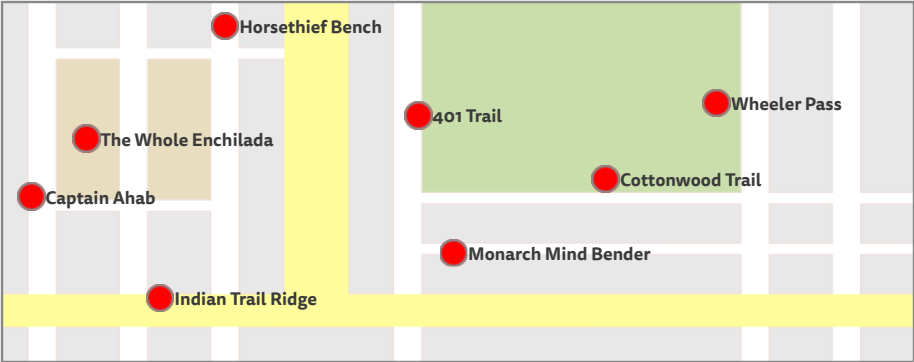 Horsethief Bench
Wheeler Pass
401 Trail
The Whole Enchilada
Cottonwood Trail
Captain Ahab
Monarch Mind Bender
Indian Trail Ridge